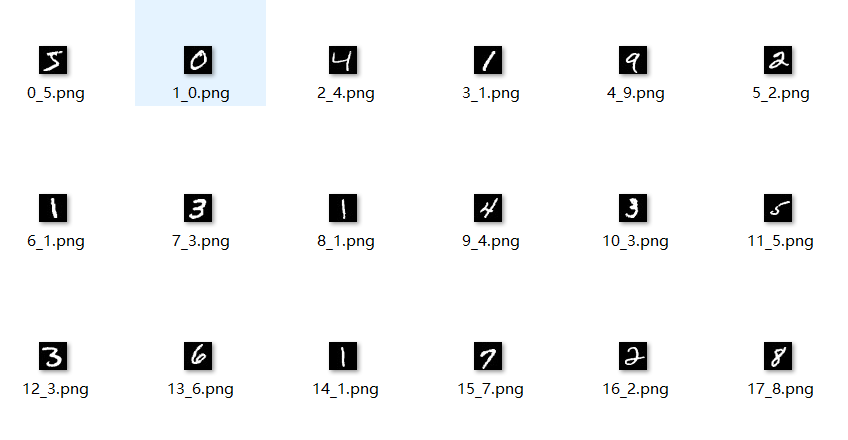 5 0 4 1 9 2
0_5.png 1_0.png 2_4.png 3_1.png 4_9.png 5_2.png
1 3 1 4 3 5
6_1.png 7_3.png 8_1.png 9_4.png 10_3.png 11_5.png
3 6 1 7 2 8
12_3.png 13_6.png 14_1.png 15_7.png 16_2.png 17_8.png